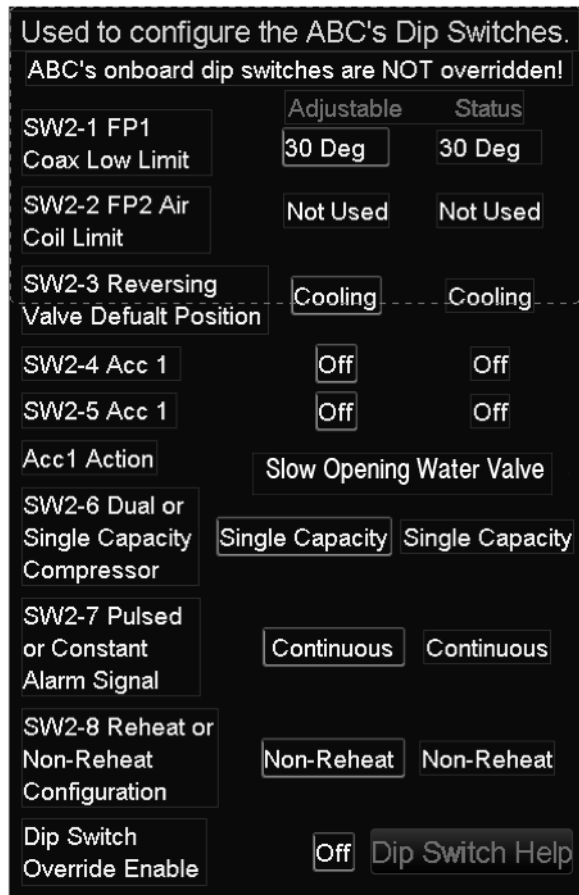 Used to configure the ABC's Dip Switches.
ABC's onboard dip switches are NOT overridden!
Adjustable Status
SW2-1 FP1
Coax Low Limit
30 Deg 30 Deg
SW2-2 FP2 Air
Coil Limit
Not Used Not Used
SW2-3 Reversing
Valve Defualt Position
Cooling Cooling
SW2-4 Acc 1 Off Off
SW2-5 Acc 1 Off Off
Acc1 Action Slow Opening Water Valve
SW2-6 Dual or
Single Capacity
Compressor
Single Capacity Single Capacity
SW2-7 Pulsed
or Constant
Alarm Signal
Continuous Continuous
SW2-8 Reheat or
Non-Reheat
Configuration
Non-Reheat Non-Reheat
Dip Switch
Override Enable
Off Dip Switch Help